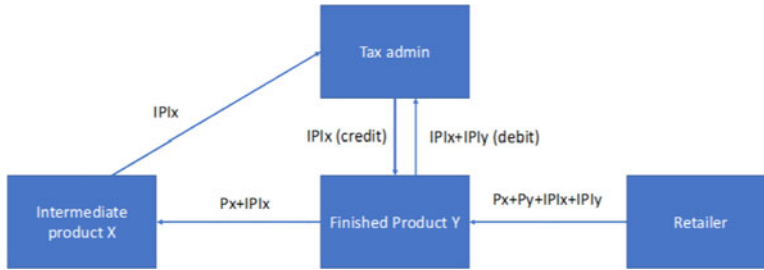 Tax admin
IPIx
IPIx (credit)
IPIx+IPIy (debit)
Intermediate
product X
Px+IPIx
Finished Product Y
Px+Py+IPIx+IPIy
Retailer